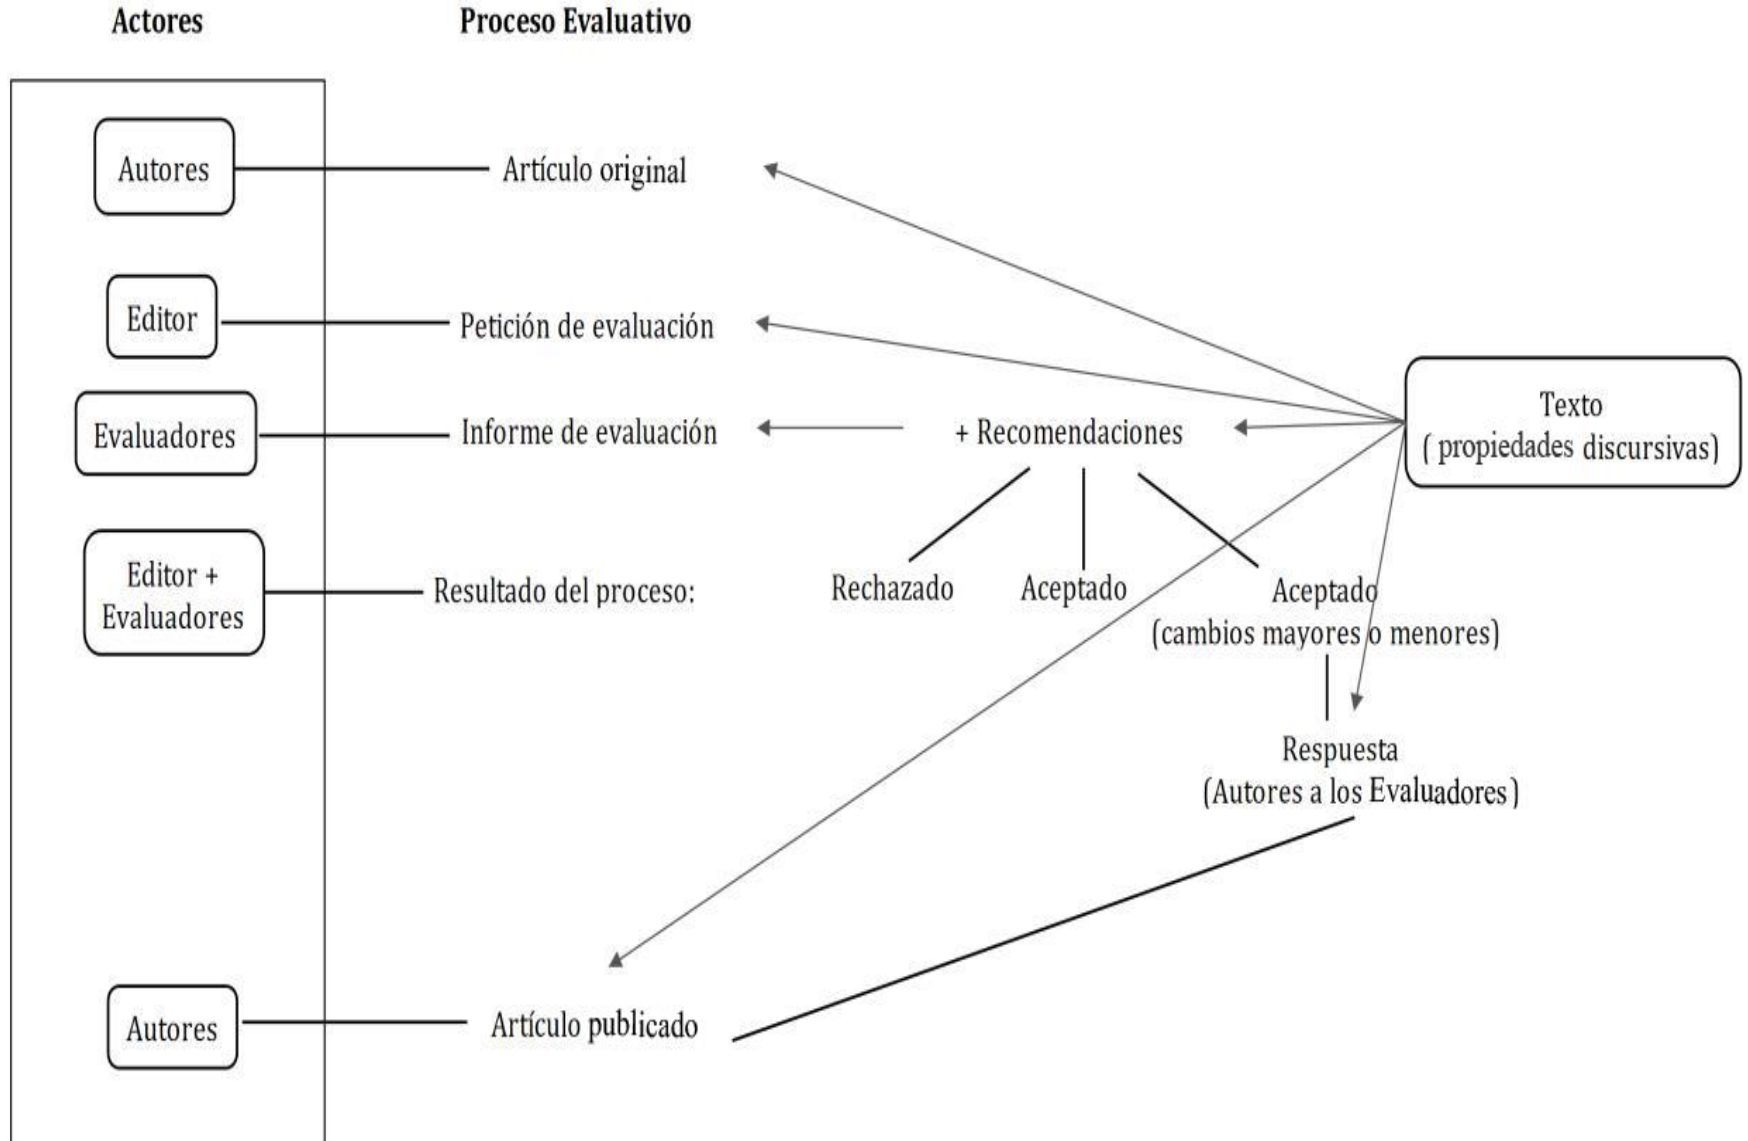 Actores
Proceso Evaluativo
Autores
Artículo original
Editor
Petición de evaluación
Evaluadores
Informe de evaluación
+ Recomendaciones
Texto
( propiedades discursivas)
Editor +
Evaluadores
Resultado del proceso:
Rechazado
Aceptado
Aceptado
(cambios mayores o menores)
Respuesta
(Autores a los Evaluadores)
Autores
Artículo publicado